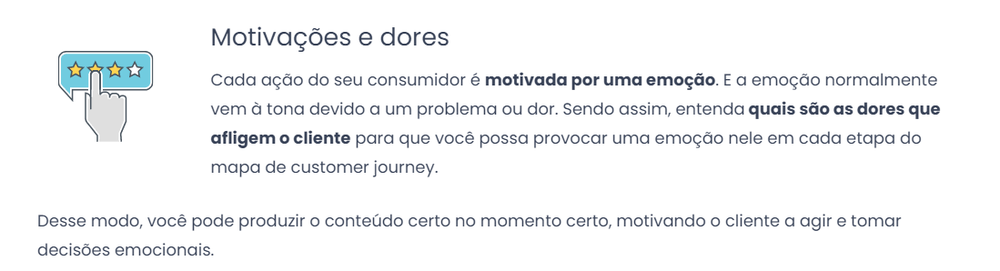 Motivações e dores
Cada ação do seu consumidor é motivada por uma emoção. E a emoção normalmente
vem à tona devido a um problema ou dor. Sendo assim, entenda quais são as dores que
afligem o cliente para que você possa provocar uma emoção nele em cada etapa do
mapa de customer journey.
Desse modo, você pode produzir o conteúdo certo no momento certo, motivando o cliente a agir e tomar
decisões emocionais.